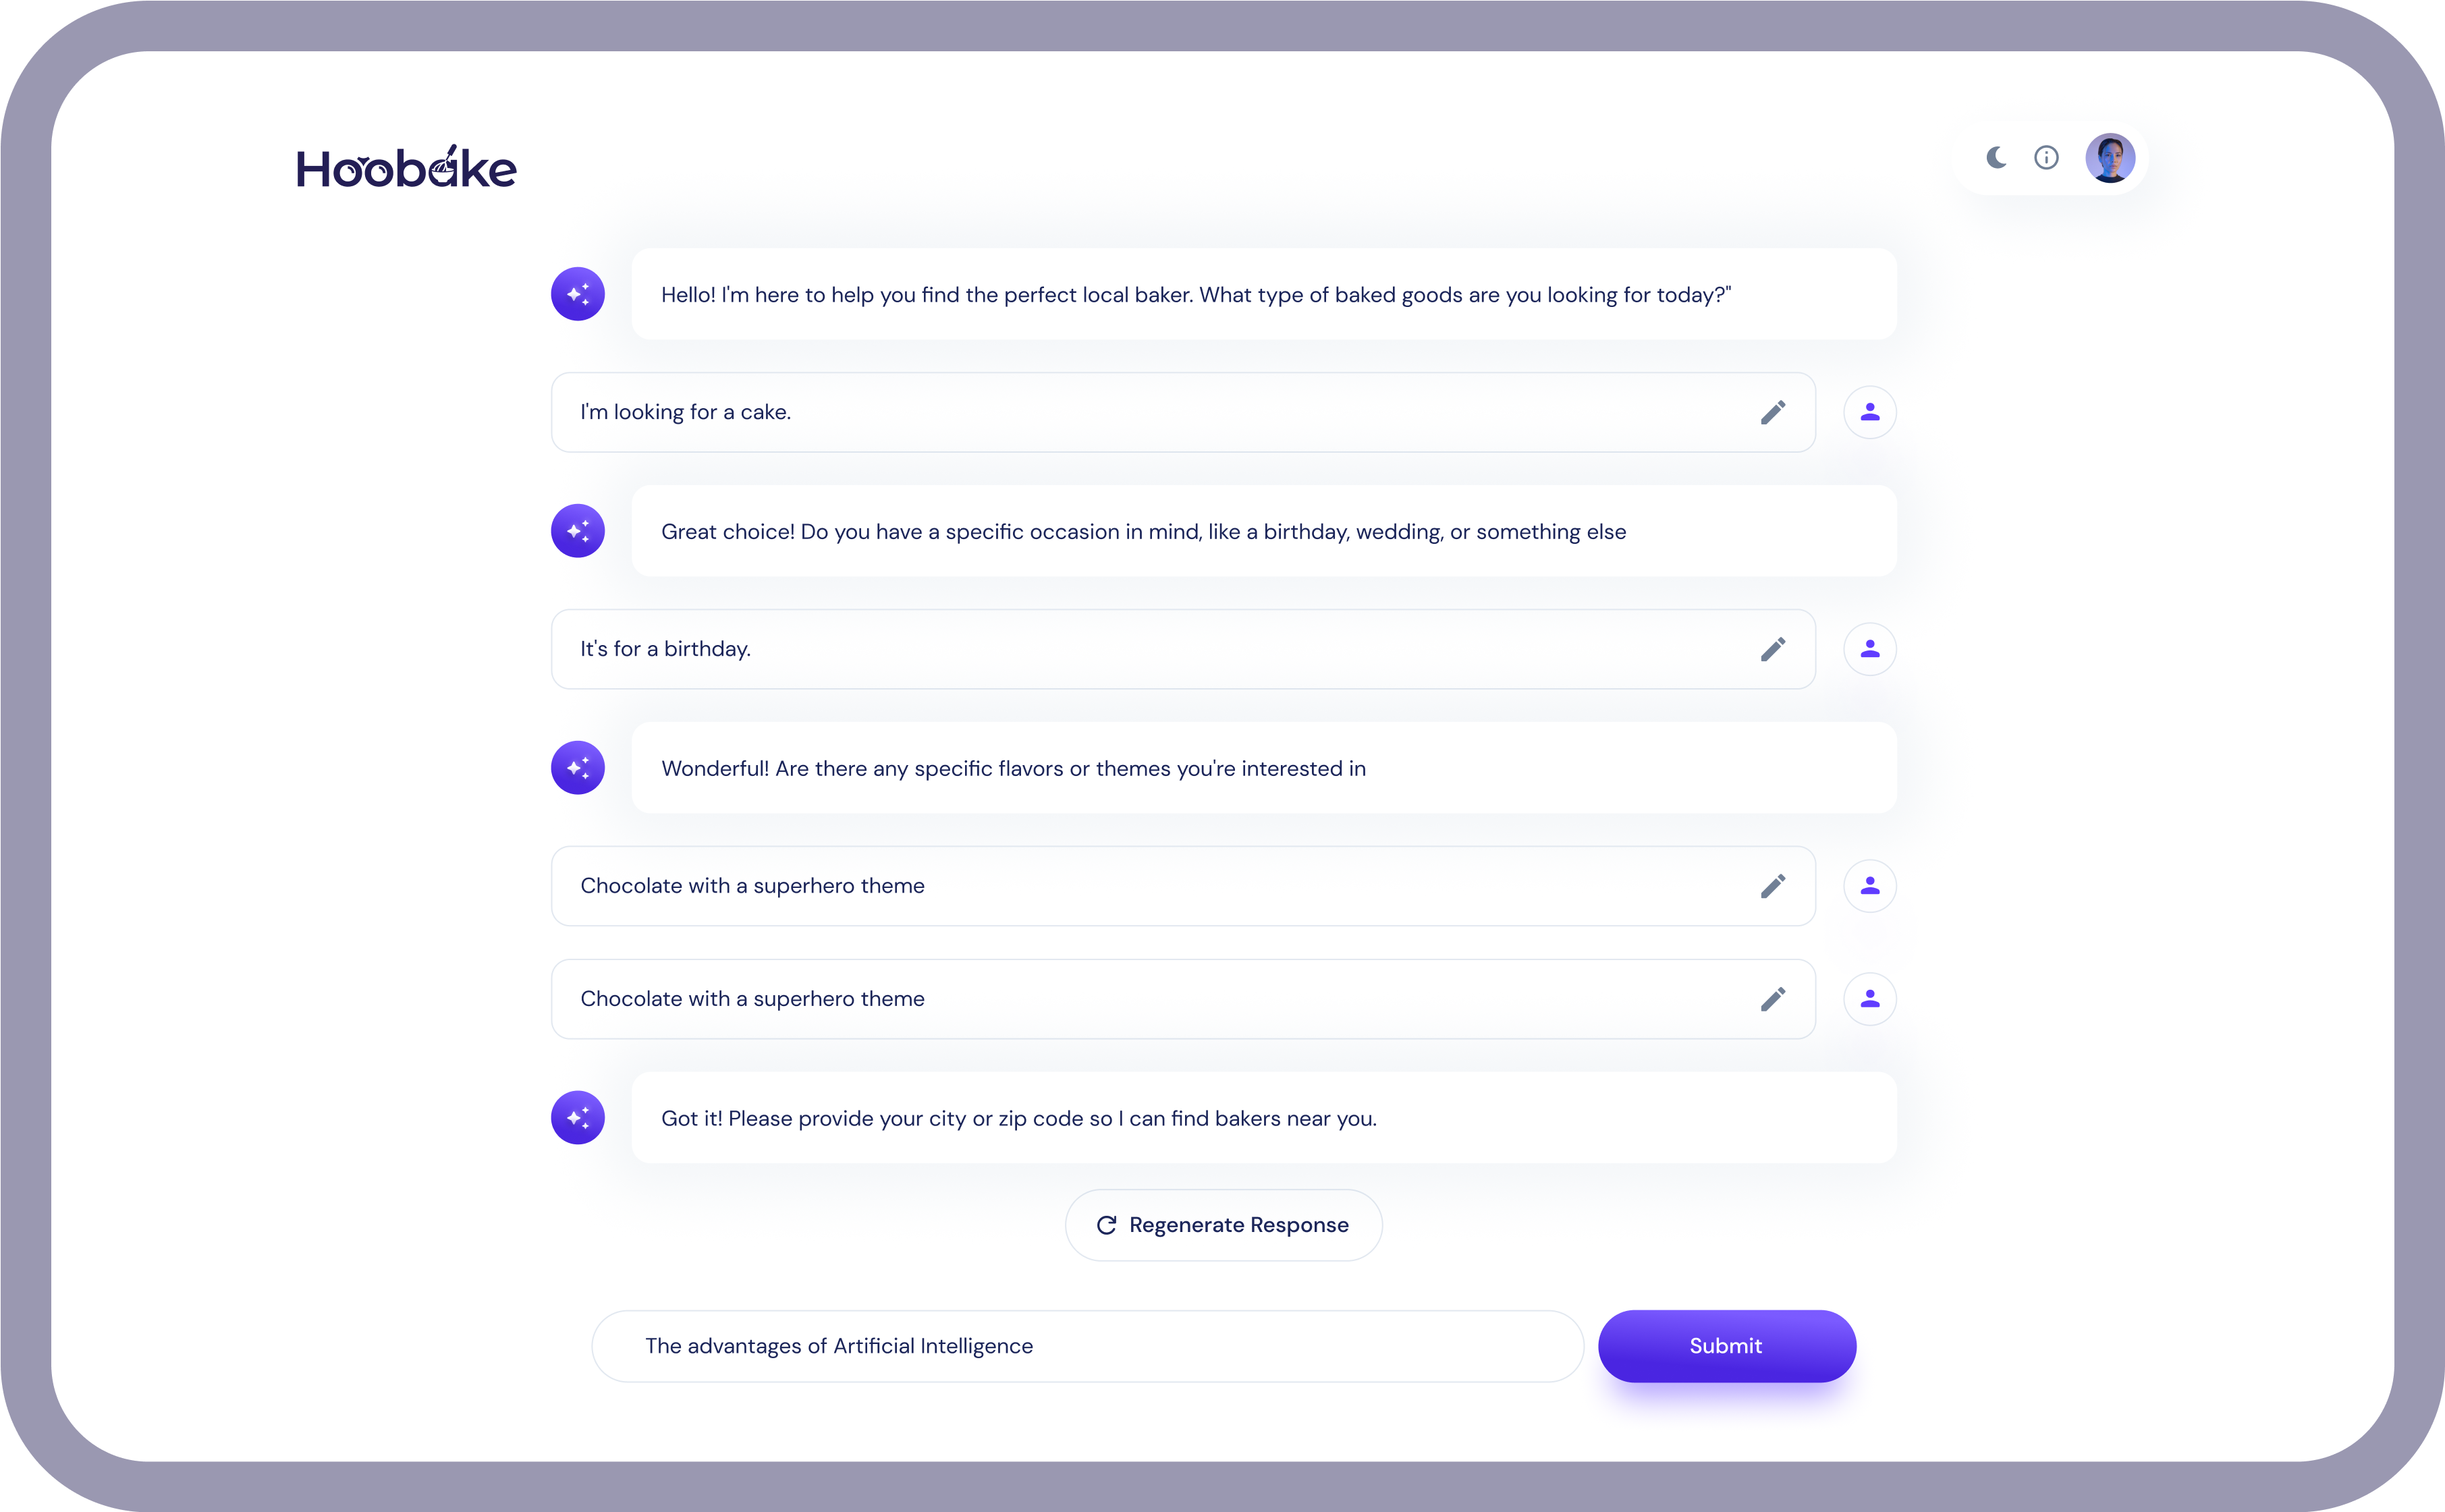 Hoobake
Hello! I'm here to help you find the perfect local baker. What type of baked goods are you looking for today?"
I'm looking for a cake.
Great choice! Do you have a specific occasion in mind, like a birthday, wedding, or something else
It's for a birthday.
Wonderful! Are there any specific flavors or themes you're interested in
Chocolate with a superhero theme
Chocolate with a superhero theme
Got it! Please provide your city or zip code so I can find bakers near you.
Regenerate Response
The advantages of Artificial Intelligence
Submit